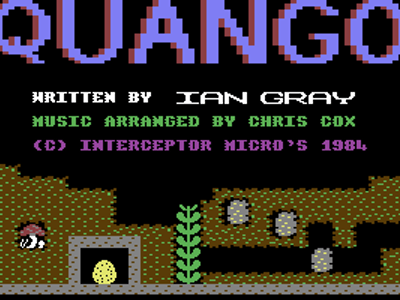 QUANGO
WRITTEN BY IAN GRAY
MUSIC ARRANGED BY CHRIS COX
(C) INTERCEPTOR MICRO'S 1984